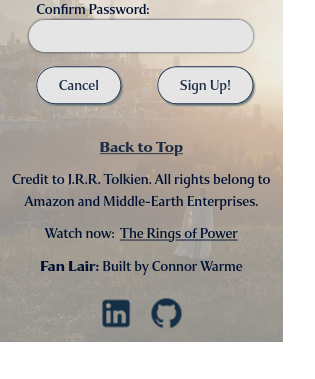 Confirm Password:
Cancel
Sign Up!
Back to Top
Credit to J.R.R. Tolkien. All rights belong to
Amazon and Middle-Earth Enterprises.
Watch now: The Rings of Power
Fan Lair: Built by Connor Warme
in